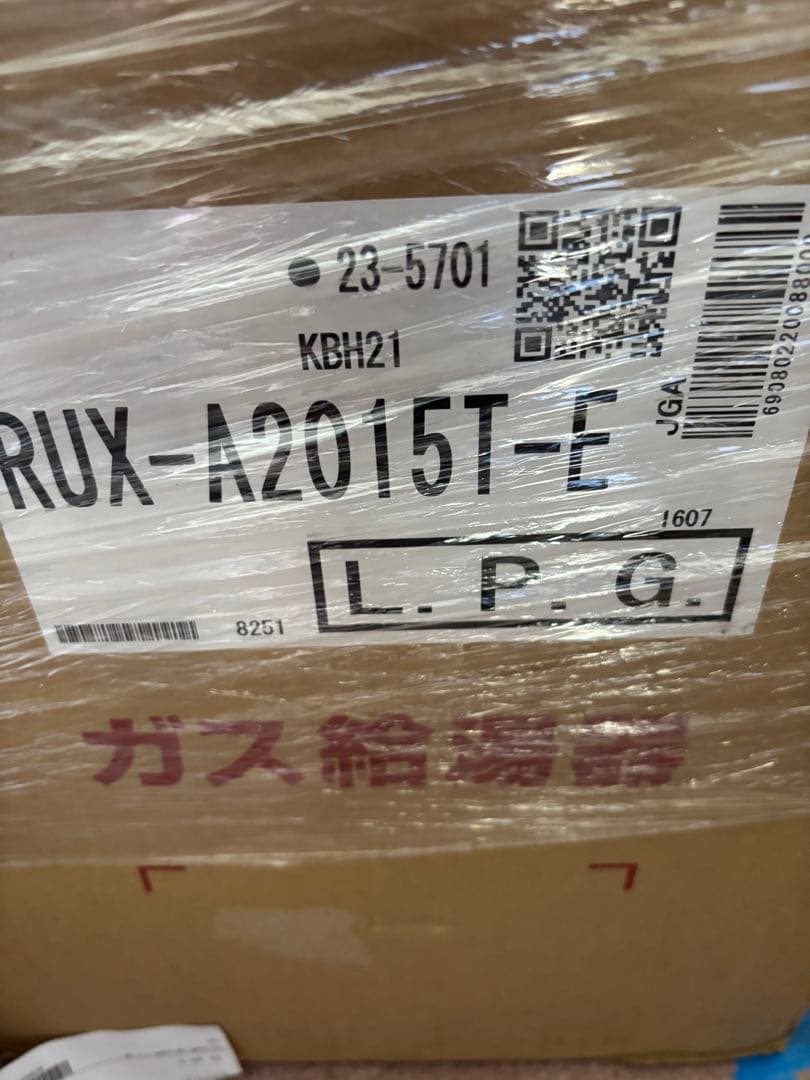 ● 23-5701
KBH21
RUX-A2015T-E
JGA
1607
L.P.G.
8251
ガス給湯器